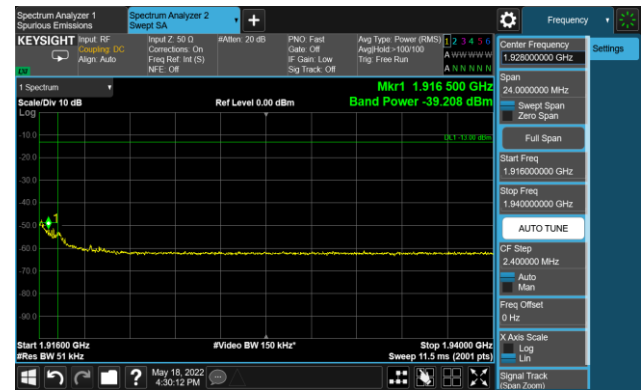 Spectrum Analyzer 1
Spurious Emissions
Spectrum Analyzer 2
Swept SA
Frequency
KEYSIGHT
Input: RF
Coupling: DC
Align: Auto
Input Z: 50 Ω
Corrections: On
Freq Ref: Int (S)
NFE: Off
#Atten: 20 dB
PNO: Fast
Gate: Off
IF Gain: Low
Sig Track: Off
Avg Type: Power (RMS)
Avg|Hold:>100/100
Trig: Free Run
1 2 3 4 5 6
A W W W W W
A N N N N N
1 Spectrum
Scale/Div 10 dB
Log
Ref Level 0.00 dBm
Mkr1 1.916 500 GHz
Band Power -39.208 dBm
DL1 -13.00 dBm
-10.0
-20.0
-30.0
-40.0
-50.0
-60.0
-70.0
-80.0
-90.0
1
Start 1.91600 GHz
#Res BW 51 kHz
#Video BW 150 kHz*
Stop 1.94000 GHz
Sweep 11.5 ms (2001 pts)
May 18, 2022
4:30:12 PM
Center Frequency
1.928000000 GHz
Settings
Span
24.0000000 MHz
Swept Span
Zero Span
Full Span
Start Freq
1.916000000 GHz
Stop Freq
1.940000000 GHz
AUTO TUNE
CF Step
2.400000 MHz
Auto
Man
Freq Offset
0 Hz
X Axis Scale
Log
Lin
Signal Track
(Span Zoom)